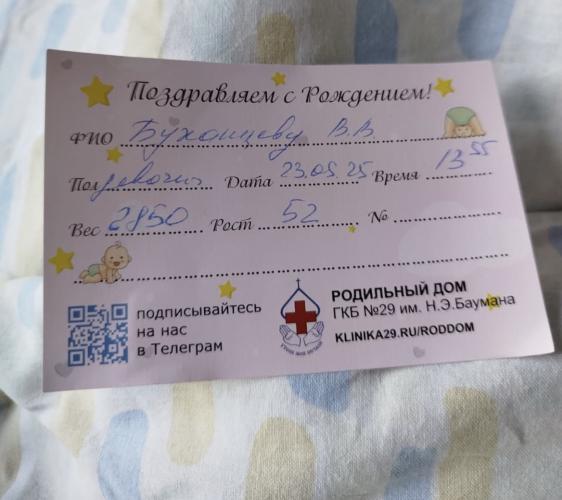 Поздравляем с Рождением!
ФИО Буханцеву В.В.
Пол девочка Дата 23.05.25 Время 13 55
Вес 2850 Рост 52 №
подписывайтесь
на нас
в Телеграм
РОДИЛЬНЫЙ ДОМ
ГКБ №29 им. Н.Э.Баумана
KLINIKA29.RU/RODDOM